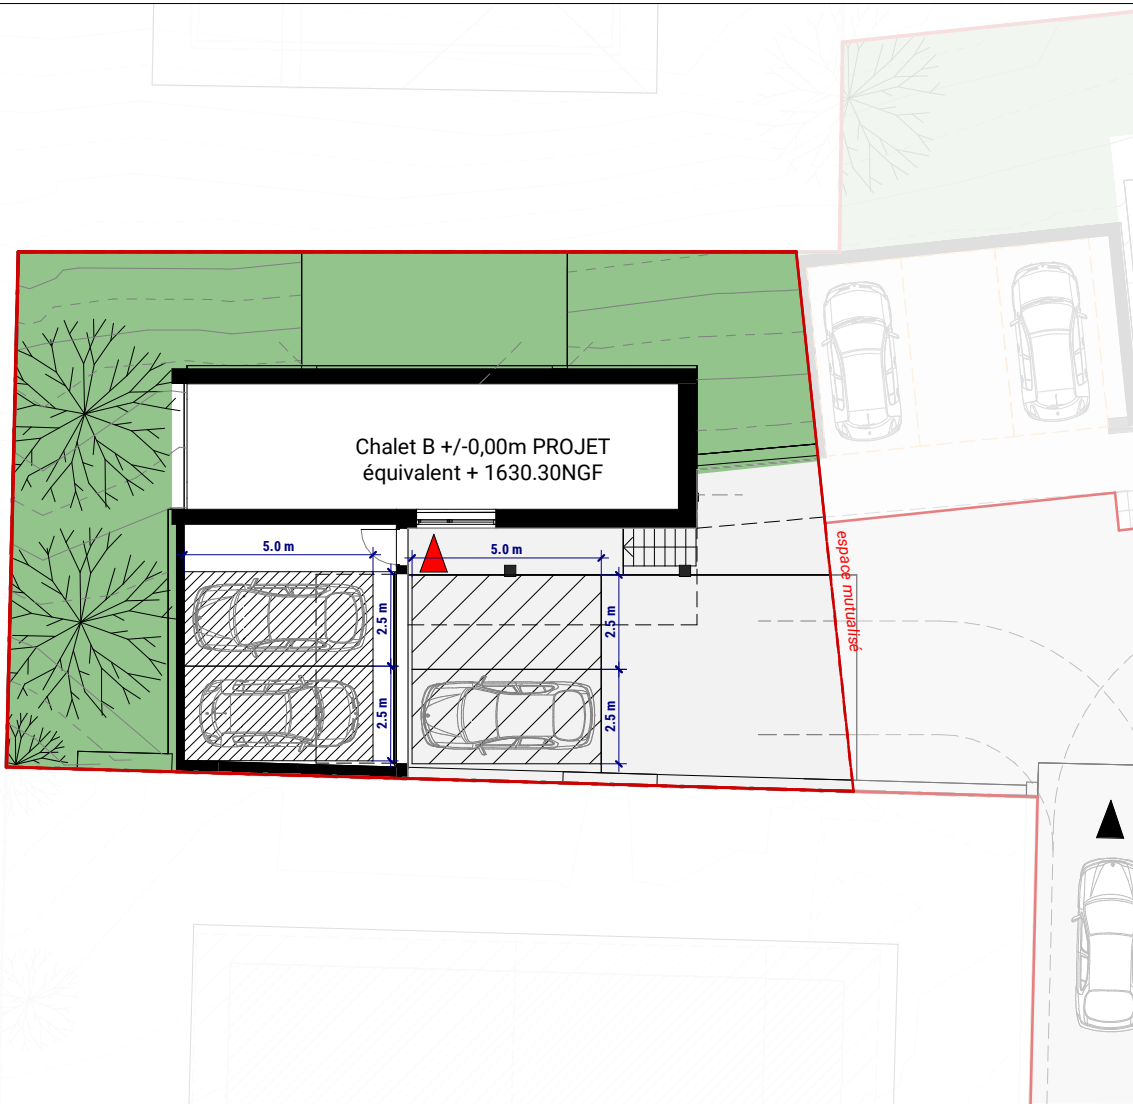 Chalet B +/-0,00m PROJET
équivalent + 1630.30NGF
5.0 m
5.0 m
espace mutualisé
2.5 m
2.5 m
2.5 m
2.5 m